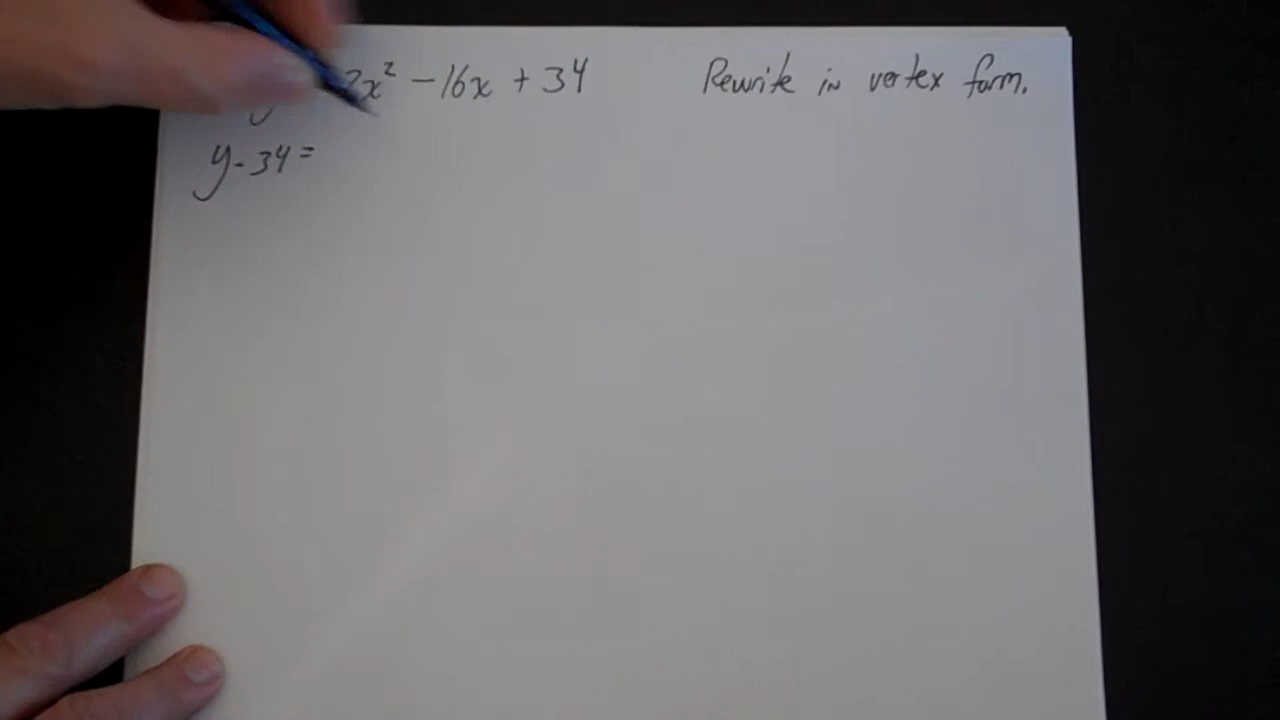 y 2x² - 16x + 34 Rewrite in vertex form.
y - 34 =